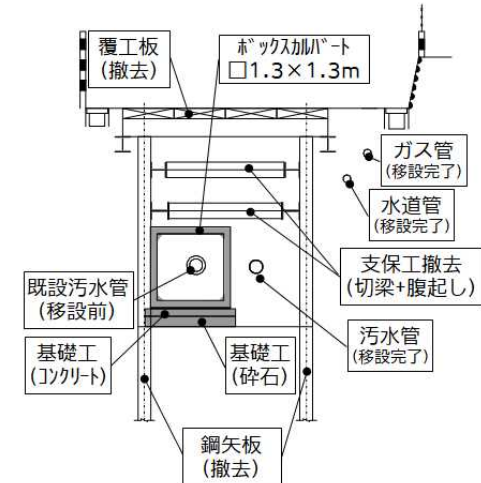 覆工板
(撤去)
ﾎﾞｯｸｽｶﾙﾊﾞｰﾄ
□1.3×1.3m
ガス管
(移設完了)
水道管
(移設完了)
支保工撤去
(切梁+腹起し)
既設汚水管
(移設前)
汚水管
(移設完了)
基礎工
(ｺﾝｸﾘｰﾄ)
基礎工
(砕石)
鋼矢板
(撤去)